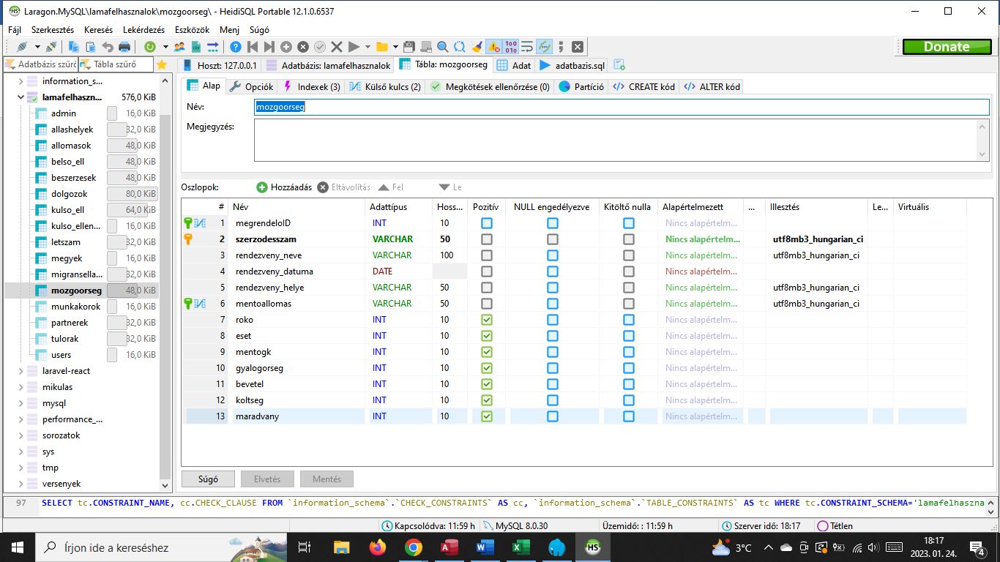 Laragon.MySQL\lamafelhasznalok\mozgoorseg\ - HeidiSQL Portable 12.1.0.6537
Fájl Szerkesztés Keresés Lekérdezés Eszközök Menj Súgó
Donate
Adatbázis szűrő Tábla szűrő
Hoszt: 127.0.0.1 Adatbázis: lamafelhasznalok Tábla: mozgoorseg Adat adatbazis.sql
information_s...
lamafelhaszn... 576,0 KiB
admin 16,0 KiB
allashelyek 32,0 KiB
allomasok 48,0 KiB
belso_ell 48,0 KiB
beszerzesek 48,0 KiB
dolgozok 80,0 KiB
kulso_ell 64,0 KiB
kulso_ellen... 48,0 KiB
letszam 32,0 KiB
megyek 16,0 KiB
migransella... 32,0 KiB
mozgoorseg 48,0 KiB
munkakorok 16,0 KiB
partnerek 32,0 KiB
tulorak 32,0 KiB
users 16,0 KiB
laravel-react
mikulas
mysql
performance_...
sorozatok
sys
tmp
versenyek
Alap Opciók Indexek (3) Külső kulcs (2) Megkötések ellenőrzése (0) Partíció CREATE kód ALTER kód
Név: mozgoorseg
Megjegyzés:
Oszlopok: Hozzáadás Eltávolítás Fel Le
# Név Adattípus Hoss... Pozitív NULL engedélyezve Kitöltő nulla Alapértelmezett ... Illesztés Le... Virtuális
1 megrendeloID INT 10 Nincs alapértelm...
2 szerzodesszam VARCHAR 50 Nincs alapértelm... utf8mb3_hungarian_ci
3 rendezveny_neve VARCHAR 100 Nincs alapértelm... utf8mb3_hungarian_ci
4 rendezveny_datuma DATE Nincs alapértelm...
5 rendezveny_helye VARCHAR 50 Nincs alapértelm... utf8mb3_hungarian_ci
6 mentoallomas VARCHAR 50 Nincs alapértelm... utf8mb3_hungarian_ci
7 roko INT 10 Nincs alapértelm...
8 eset INT 10 Nincs alapértelm...
9 mentogk INT 10 Nincs alapértelm...
10 gyalogorseg INT 10 Nincs alapértelm...
11 bevetel INT 10 Nincs alapértelm...
12 koltseg INT 10 Nincs alapértelm...
13 maradvany INT 10 Nincs alapértelm...
Súgó Elvetés Mentés
97 SELECT tc.CONSTRAINT_NAME, cc.CHECK_CLAUSE FROM `information_schema`.`CHECK_CONSTRAINTS` AS cc, `information_schema`.`TABLE_CONSTRAINTS` AS tc WHERE tc.CONSTRAINT_SCHEMA='lamafelhaszna
Kapcsolódva: 11:59 h MySQL 8.0.30 Üzemidő: : 11:59 h Szerver idő: 18:17 Tétlen
Írjon ide a kereséshez
3°C
18:17
2023. 01. 24.
4